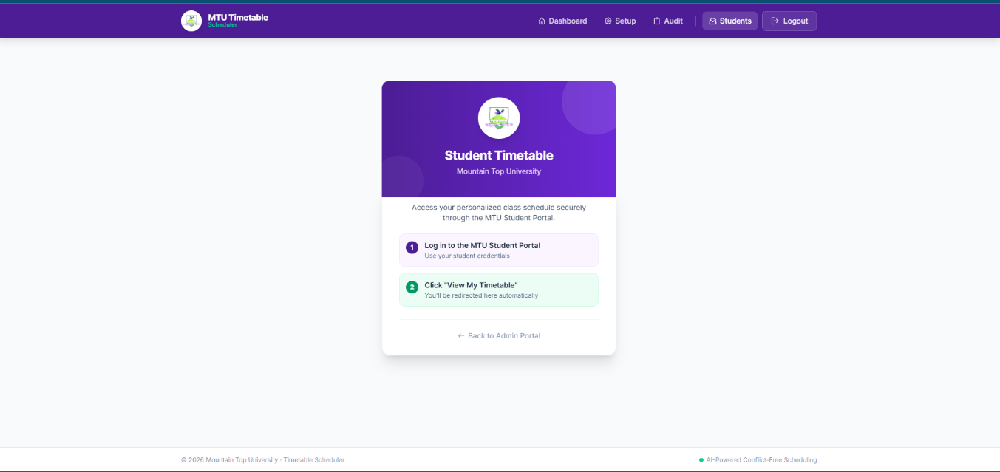 MTU Timetable
Scheduler
Dashboard
Setup
Audit
Students
Logout
Student Timetable
Mountain Top University
Access your personalized class schedule securely
through the MTU Student Portal.
1
Log in to the MTU Student Portal
Use your student credentials
2
Click "View My Timetable"
You'll be redirected here automatically
← Back to Admin Portal
© 2026 Mountain Top University · Timetable Scheduler
AI-Powered Conflict-Free Scheduling